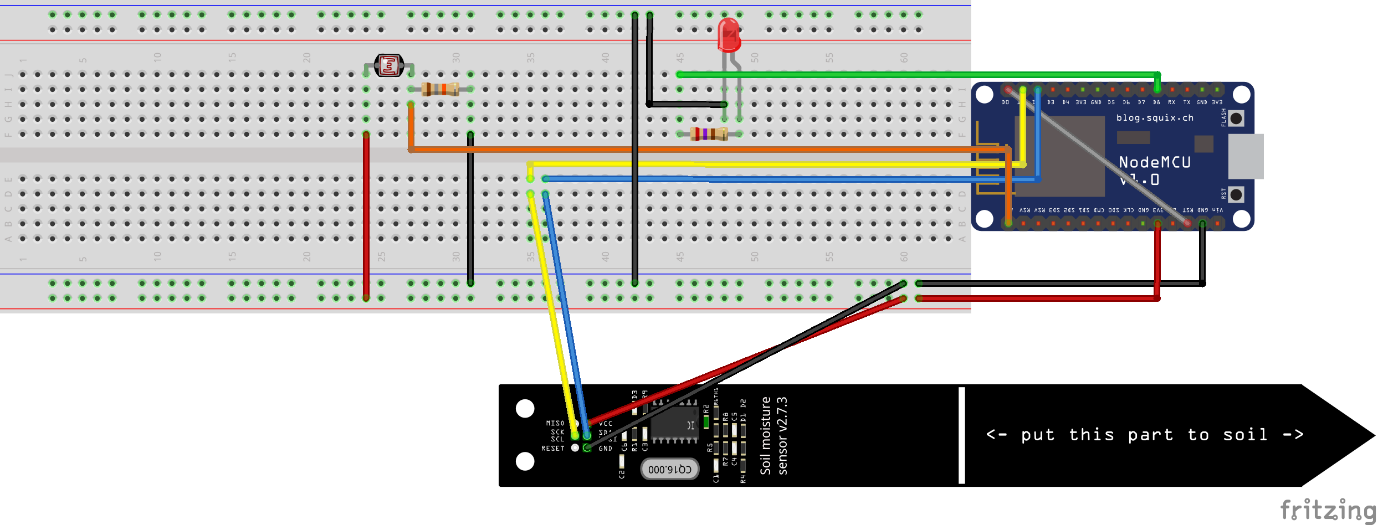 1 5 10 15 20 25 30 35 40 45 50 55 60
J
I
H
G
F
E
D
C
B
A
1 5 10 15 20 25 30 35 40 45 50 55 60
D0 D3 D4 3V3 GND D5 D6 D7 D8 RX TX GND 3V3
blog.squix.ch
FLASH
NodeMCU
v1.0
RST
RSV RSV SD3 SD2 SD1 CMD SD0 CLK GND 3V3 RST GND Vin
MISO
SCK
SCL
RESET
VCC
SDA
GND
CQ16.000
Soil moisture
sensor v2.7.3
<- put this part to soil ->
fritzing